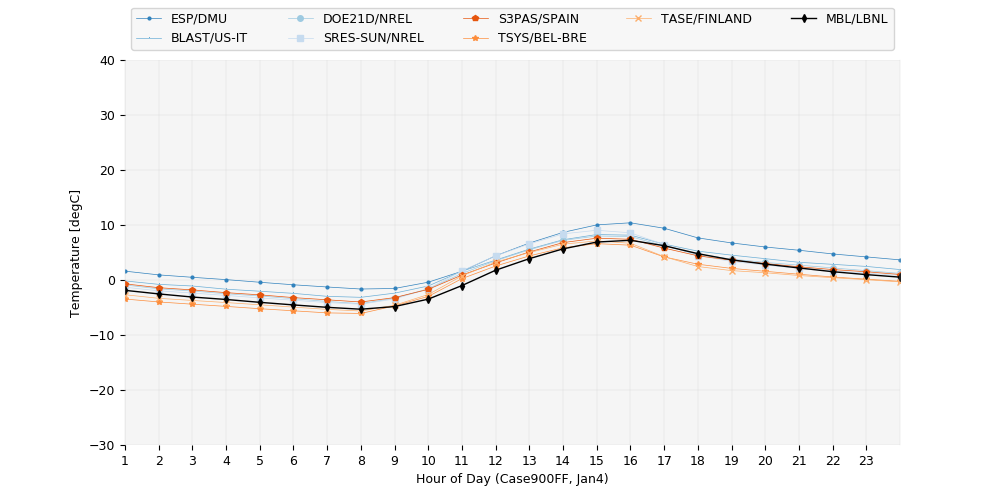 ESP/DMU DOE21D/NREL S3PAS/SPAIN TASE/FINLAND MBL/LBNL
BLAST/US-IT SRES-SUN/NREL TSYS/BEL-BRE
40
30
20
10
0
−10
−20
−30
Temperature [degC]
1 2 3 4 5 6 7 8 9 10 11 12 13 14 15 16 17 18 19 20 21 22 23
Hour of Day (Case900FF, Jan4)